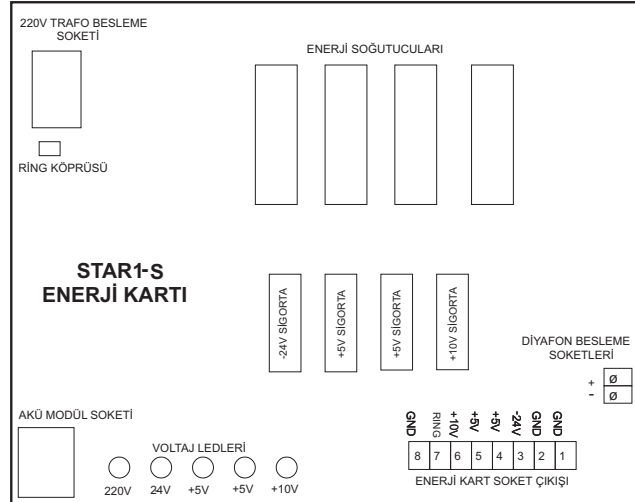 220V TRAFO BESLEME
SOKETİ
ENERJİ SOĞUTUCULARI
RİNG KÖPRÜSÜ
STAR1-S
ENERJİ KARTI
-24V SİGORTA
+5V SİGORTA
+5V SİGORTA
+10V SİGORTA
DİYAFON BESLEME
SOKETLERİ
+ Ø
- Ø
AKÜ MODÜL SOKETİ
VOLTAJ LEDLERİ
220V 24V +5V +5V +10V
GND RING +10V +5V +5V -24V GND GND
8 7 6 5 4 3 2 1
ENERJİ KART SOKET ÇIKIŞI